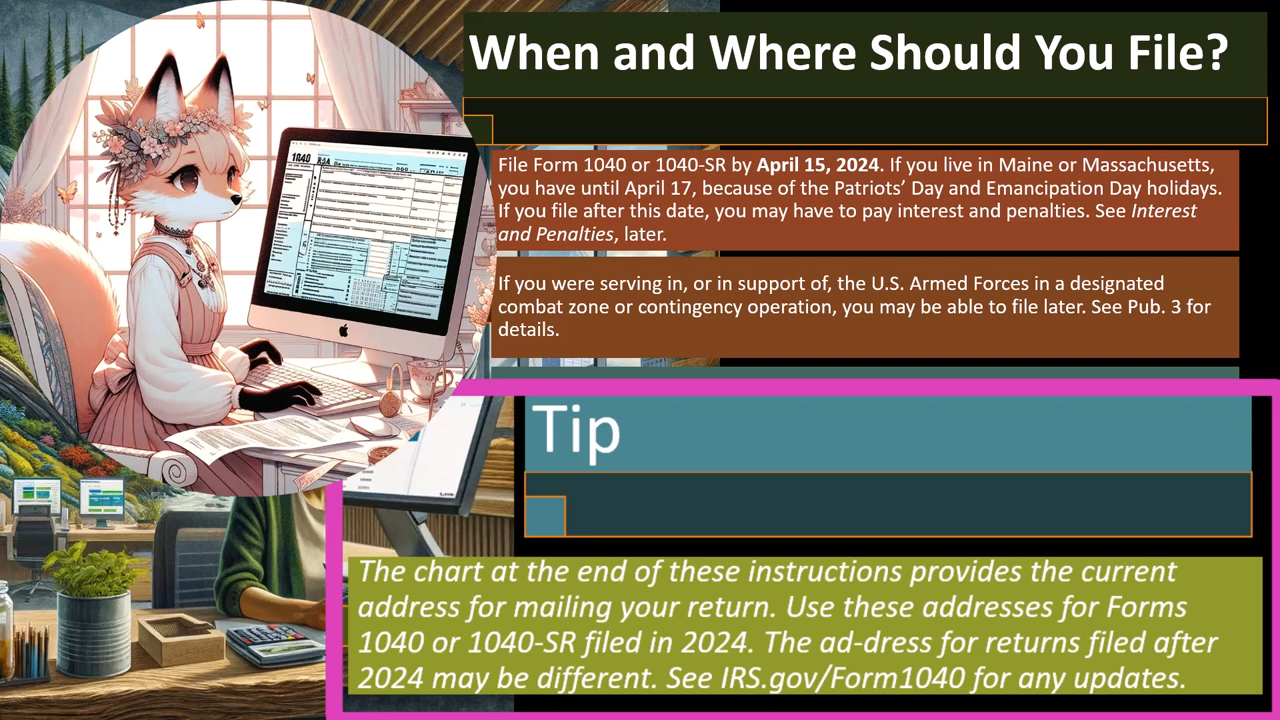 When and Where Should You File?
File Form 1040 or 1040-SR by April 15, 2024. If you live in Maine or Massachusetts,
you have until April 17, because of the Patriots’ Day and Emancipation Day holidays.
If you file after this date, you may have to pay interest and penalties. See Interest
and Penalties, later.
If you were serving in, or in support of, the U.S. Armed Forces in a designated
combat zone or contingency operation, you may be able to file later. See Pub. 3 for
details.
1040
Tip
The chart at the end of these instructions provides the current
address for mailing your return. Use these addresses for Forms
1040 or 1040-SR filed in 2024. The ad-dress for returns filed after
2024 may be different. See IRS.gov/Form1040 for any updates.